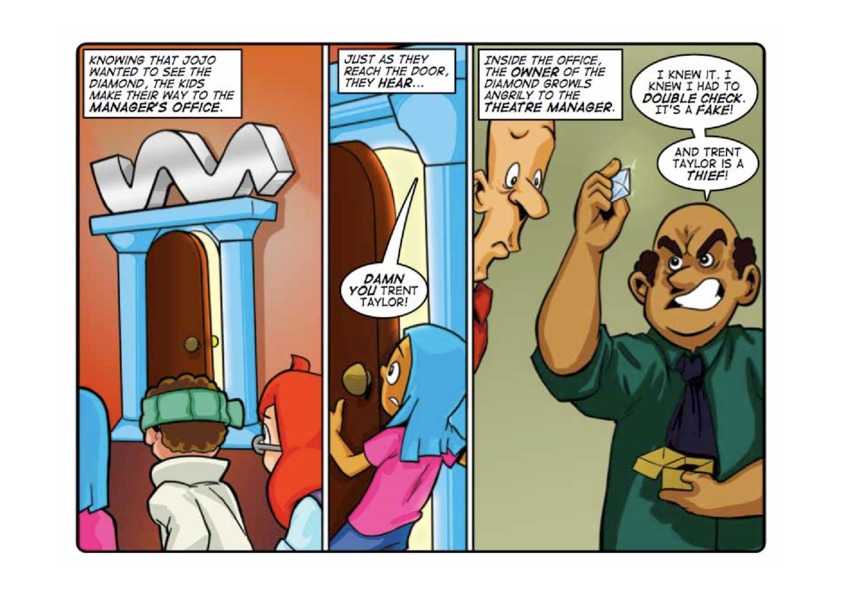 KNOWING THAT JOJO
WANTED TO SEE THE
DIAMOND, THE KIDS
MAKE THEIR WAY TO THE
MANAGER'S OFFICE.
JUST AS THEY
REACH THE DOOR,
THEY HEAR...
DAMN
YOU TRENT
TAYLOR!
INSIDE THE OFFICE,
THE OWNER OF THE
DIAMOND GROWLS
ANGRILY TO THE
THEATRE MANAGER.
I KNEW IT. I
KNEW I HAD TO
DOUBLE CHECK.
IT'S A FAKE!
AND TRENT
TAYLOR IS A
THIEF!